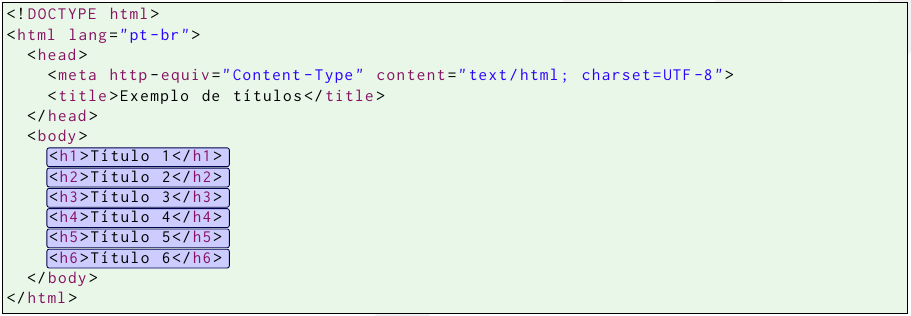 <!DOCTYPE html>
<html lang="pt-br">
  <head>
    <meta http-equiv="Content-Type" content="text/html; charset=UTF-8">
    <title>Exemplo de títulos</title>
  </head>
  <body>
    <h1>Título 1</h1>
    <h2>Título 2</h2>
    <h3>Título 3</h3>
    <h4>Título 4</h4>
    <h5>Título 5</h5>
    <h6>Título 6</h6>
  </body>
</html>